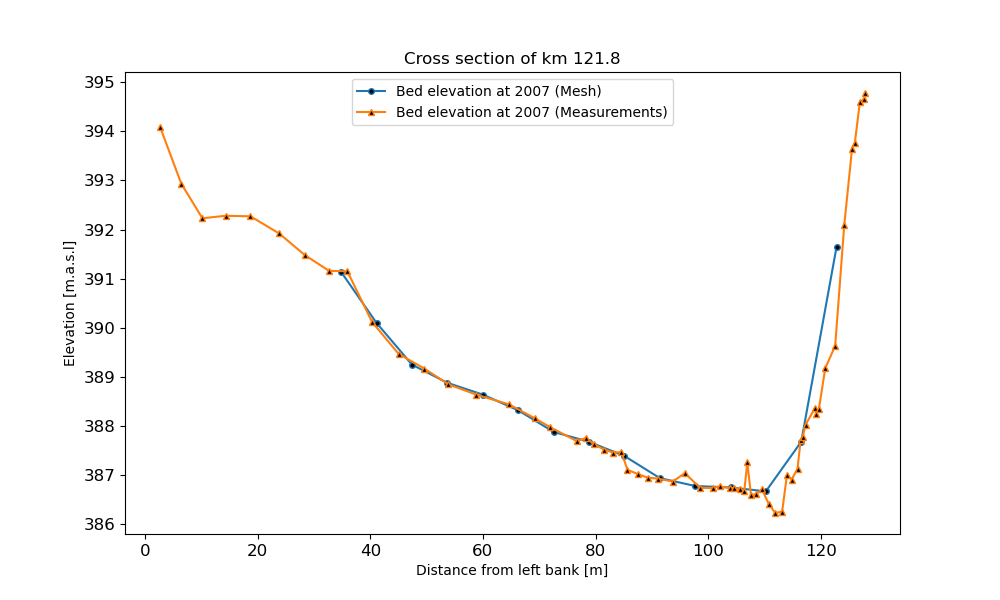 Cross section of km 121.8
Bed elevation at 2007 (Mesh)
Bed elevation at 2007 (Measurements)
395
394
393
392
391
390
389
388
387
386
Elevation [m.a.s.l]
0 20 40 60 80 100 120
Distance from left bank [m]